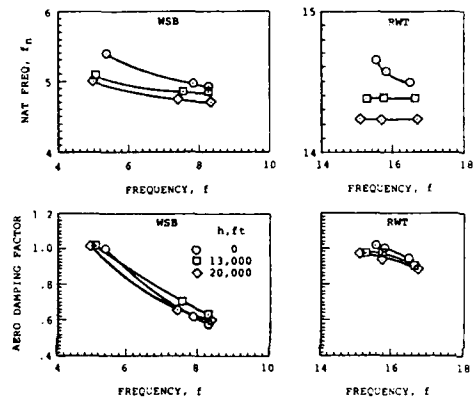 WSB
RWT
6
5
4
NAT FREQ, fn
4 6 8 10
FREQUENCY, f
15
14
14 16 18
FREQUENCY, f
WSB
RWT
1 2
1.0
.8
.6
.4
AERO DAMPING FACTOR
h,ft
0
13,000
20,000
4 6 8 10
FREQUENCY, f
14 16 18
FREQUENCY, f